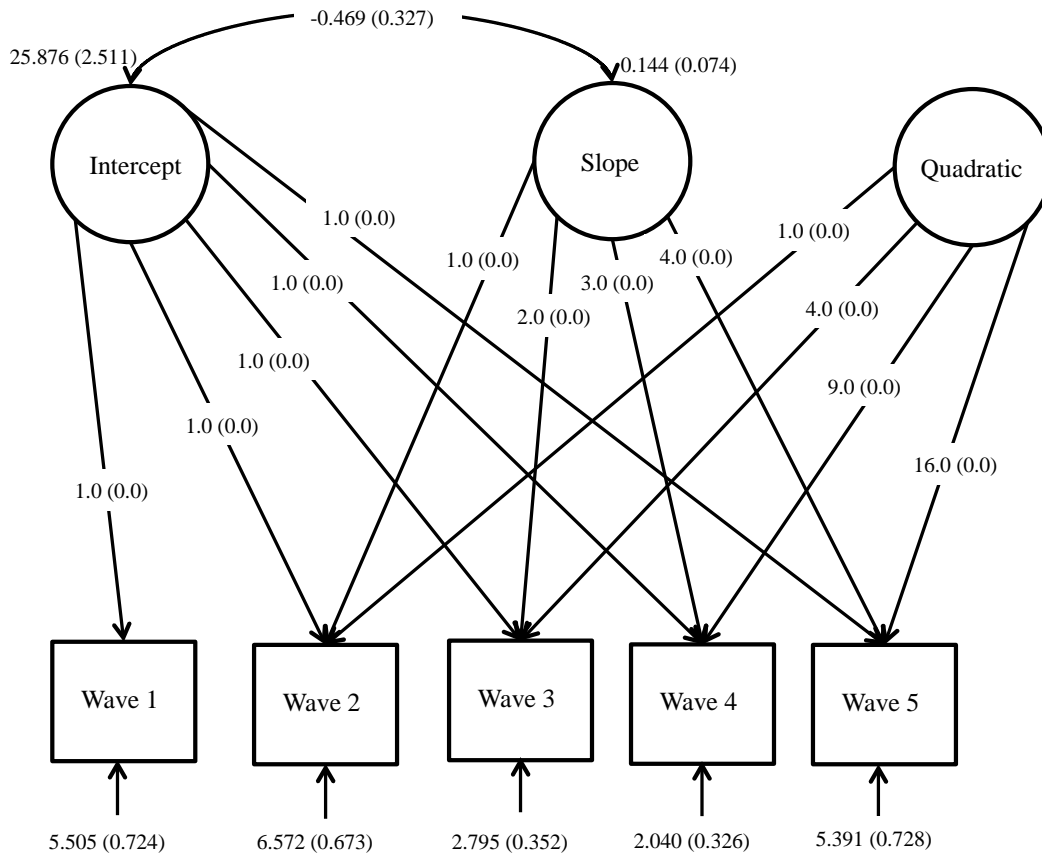 -0.469 (0.327)
25.876 (2.511)
0.144 (0.074)
Intercept
Slope
Quadratic
1.0 (0.0)
1.0 (0.0)
1.0 (0.0)
4.0 (0.0)
1.0 (0.0)
3.0 (0.0)
2.0 (0.0)
4.0 (0.0)
1.0 (0.0)
9.0 (0.0)
1.0 (0.0)
16.0 (0.0)
1.0 (0.0)
Wave 1
Wave 2
Wave 3
Wave 4
Wave 5
5.505 (0.724)
6.572 (0.673)
2.795 (0.352)
2.040 (0.326)
5.391 (0.728)